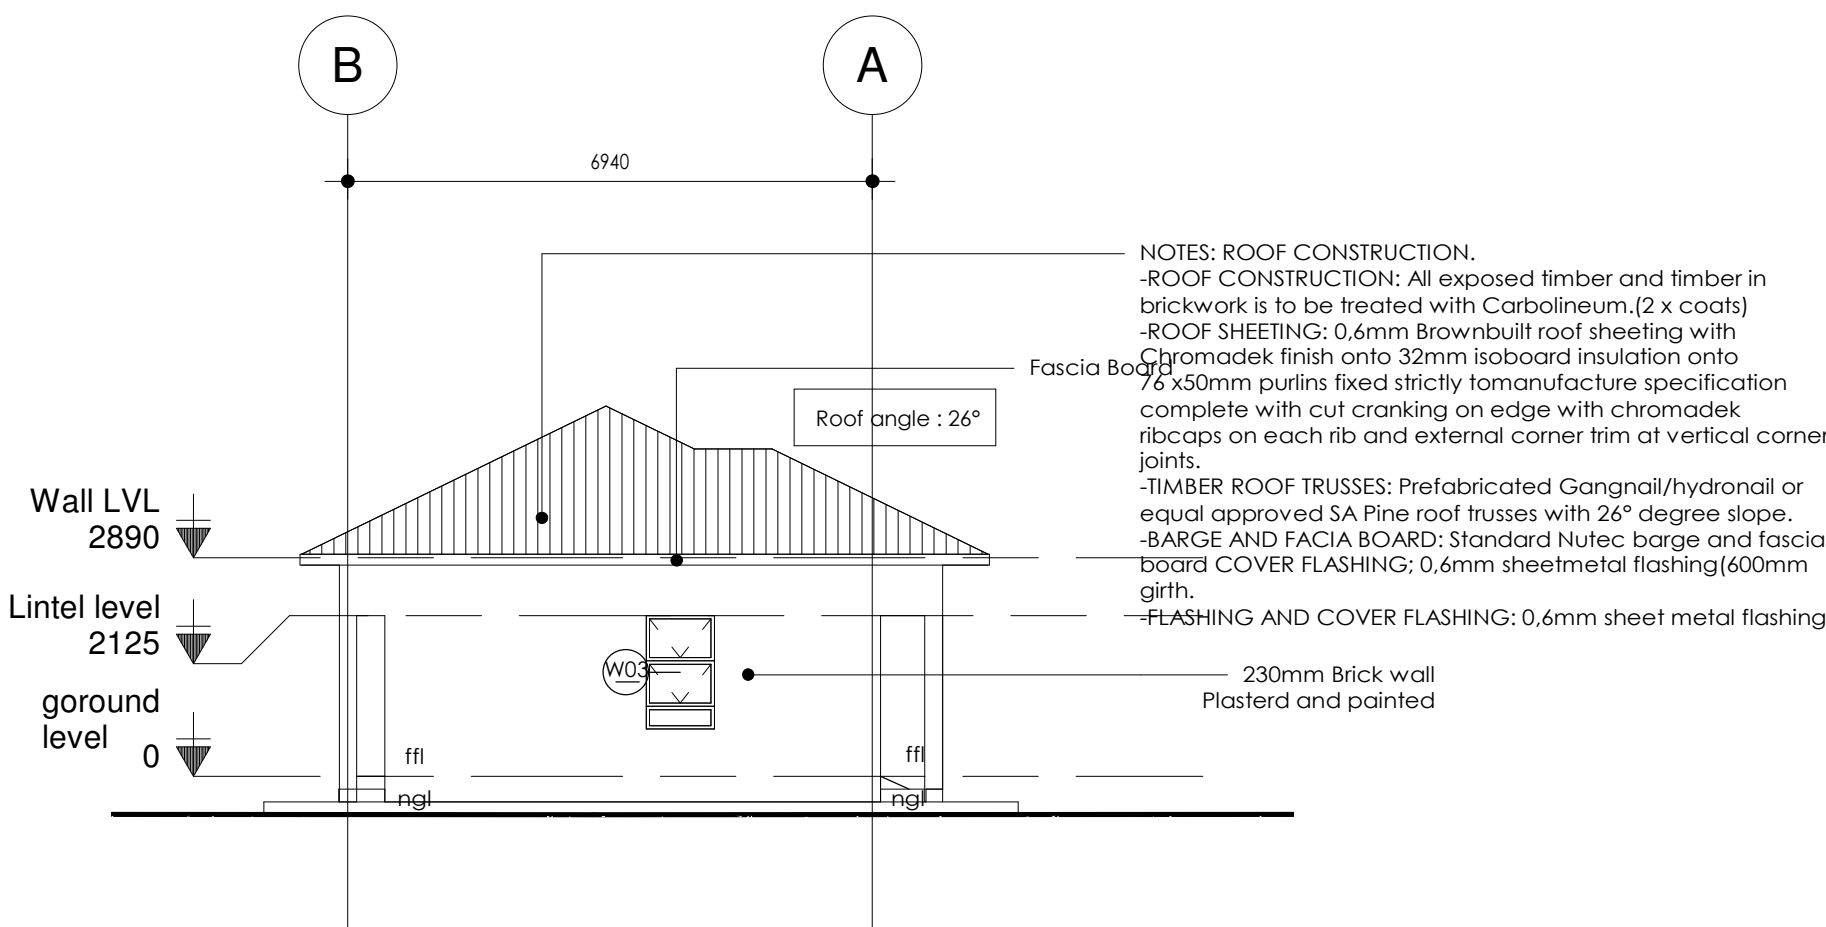 B
A
6940
NOTES: ROOF CONSTRUCTION.
-ROOF CONSTRUCTION: All exposed timber and timber in
brickwork is to be treated with Carbolineum.(2 x coats)
-ROOF SHEETING: 0,6mm Brownbuilt roof sheeting with
Chromadek finish onto 32mm isoboard insulation onto
76 x50mm purlins fixed strictly tomanufacture specification
complete with cut cranking on edge with chromadek
ribcaps on each rib and external corner trim at vertical corner
joints.
-TIMBER ROOF TRUSSES: Prefabricated Gangnail/hydronail or
equal approved SA Pine roof trusses with 26° degree slope.
-BARGE AND FACIA BOARD: Standard Nutec barge and fascia
board COVER FLASHING; 0,6mm sheetmetal flashing(600mm
girth.
-FLASHING AND COVER FLASHING: 0,6mm sheet metal flashing
Fascia Board
Roof angle : 26°
Wall LVL
2890
Lintel level
2125
W03
230mm Brick wall
Plasterd and painted
goround
level
0
ffl
ffl
ngl
ngl